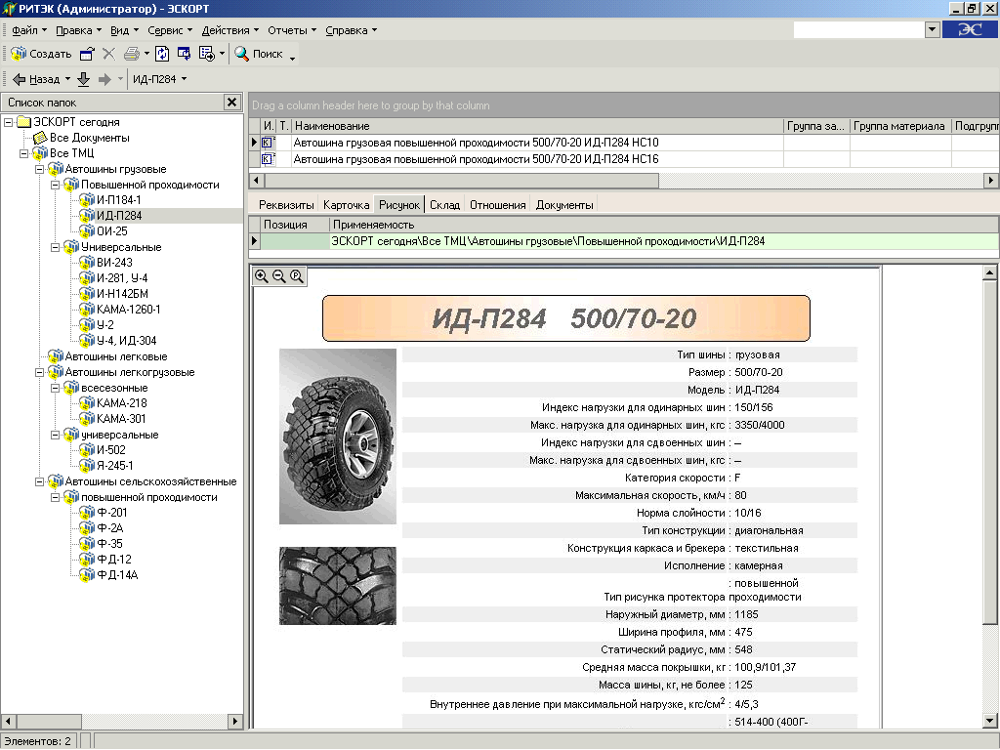 РИТЭК (Администратор) - ЭСКОРТ
Файл Правка Вид Сервис Действия Отчеты Справка
ЭС
Создать Поиск
Назад ИД-П284
Список папок
ЭСКОРТ сегодня
Все Документы
Все ТМЦ
Автошины грузовые
Повышенной проходимости
И-П184-1
ИД-П284
ОИ-25
Универсальные
ВИ-243
И-281, У-4
И-Н142БМ
КАМА-1260-1
У-2
У-4, ИД-304
Автошины легковые
Автошины легкогрузовые
всесезонные
КАМА-218
КАМА-301
универсальные
И-502
Я-245-1
Автошины сельскохозяйственные
повышенной проходимости
Ф-201
Ф-2А
Ф-35
ФД-12
ФД-14А
Drag a column header here to group by that column
И. Т. Наименование Группа за... Группа материала Подгрупп
К Автошина грузовая повышенной проходимости 500/70-20 ИД-П284 НС10
К Автошина грузовая повышенной проходимости 500/70-20 ИД-П284 НС16
Реквизиты Карточка Рисунок Склад Отношения Документы
Позиция Применяемость
ЭСКОРТ сегодня\Все ТМЦ\Автошины грузовые\Повышенной проходимости\ИД-П284
ИД-П284 500/70-20
Тип шины : грузовая
Размер : 500/70-20
Модель : ИД-П284
Индекс нагрузки для одинарных шин : 150/156
Макс. нагрузка для одинарных шин, кгс : 3350/4000
Индекс нагрузки для сдвоенных шин : –
Макс. нагрузка для сдвоенных шин, кгс : –
Категория скорости : F
Максимальная скорость, км/ч : 80
Норма слойности : 10/16
Тип конструкции : диагональная
Конструкция каркаса и брекера : текстильная
Исполнение : камерная
: повышенной
Тип рисунка протектора проходимости
Наружный диаметр, мм : 1185
Ширина профиля, мм : 475
Статический радиус, мм : 548
Средняя масса покрышки, кг : 100,9/101,37
Масса шины, кг, не более : 125
Внутреннее давление при максимальной нагрузке, кгс/см² : 4/5,3
: 514-400 (400Г-
Элементов: 2